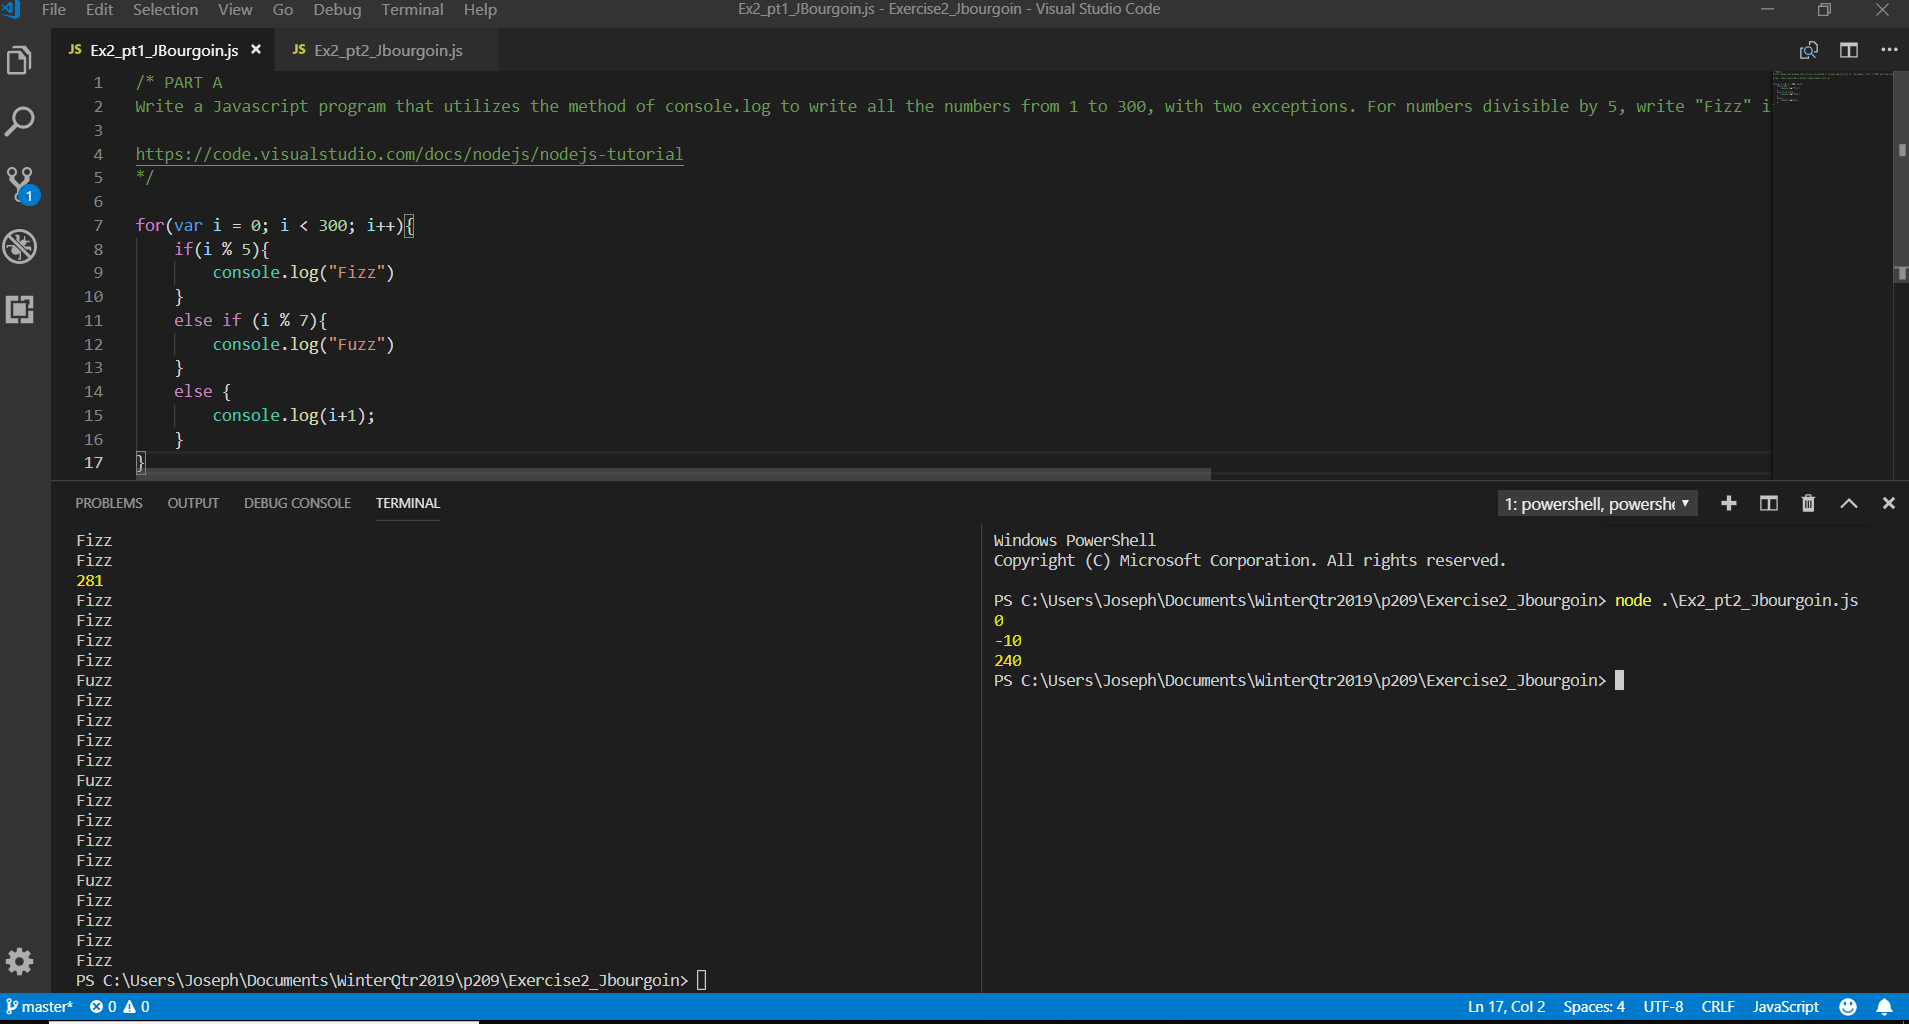 File Edit Selection View Go Debug Terminal Help
Ex2_pt1_JBourgoin.js - Exercise2_Jbourgoin - Visual Studio Code
JS Ex2_pt1_JBourgoin.js ×
JS Ex2_pt2_Jbourgoin.js
1 /* PART A
2 Write a Javascript program that utilizes the method of console.log to write all the numbers from 1 to 300, with two exceptions. For numbers divisible by 5, write "Fizz" i
3
4 https://code.visualstudio.com/docs/nodejs/nodejs-tutorial
5 */
6
7 for(var i = 0; i < 300; i++){
8 if(i % 5){
9 console.log("Fizz")
10 }
11 else if (i % 7){
12 console.log("Fuzz")
13 }
14 else {
15 console.log(i+1);
16 }
17 }
1
PROBLEMS OUTPUT DEBUG CONSOLE TERMINAL
1: powershell, powershe
Fizz
Fizz
281
Fizz
Fizz
Fizz
Fizz
Fuzz
Fizz
Fizz
Fizz
Fizz
Fuzz
Fizz
Fizz
Fizz
Fizz
Fuzz
Fizz
Fizz
Fizz
Fizz
PS C:\Users\Joseph\Documents\WinterQtr2019\p209\Exercise2_Jbourgoin>
Windows PowerShell
Copyright (C) Microsoft Corporation. All rights reserved.
PS C:\Users\Joseph\Documents\WinterQtr2019\p209\Exercise2_Jbourgoin> node .\Ex2_pt2_Jbourgoin.js
0
-10
240
PS C:\Users\Joseph\Documents\WinterQtr2019\p209\Exercise2_Jbourgoin>
master* 0 0
Ln 17, Col 2 Spaces: 4 UTF-8 CRLF JavaScript